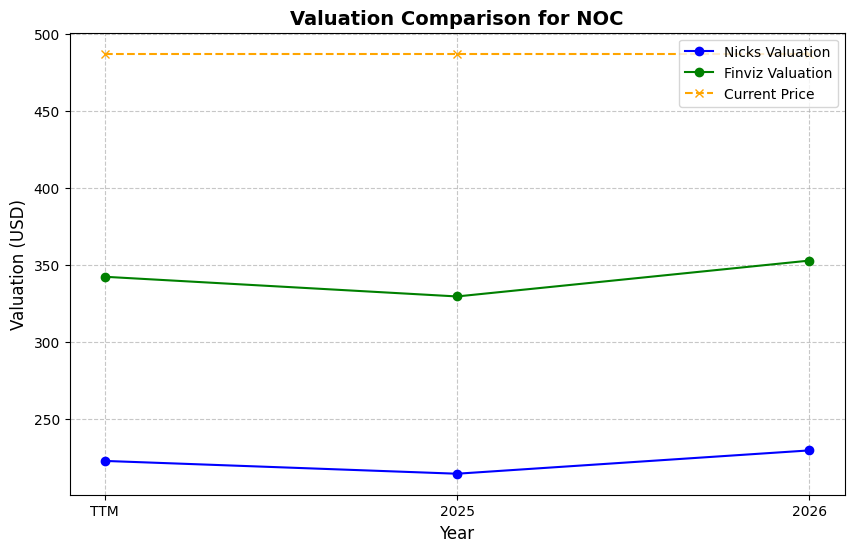 Valuation Comparison for NOC
500
450
400
350
300
250
Valuation (USD)
TTM
2025
2026
Year
Nicks Valuation
Finviz Valuation
Current Price